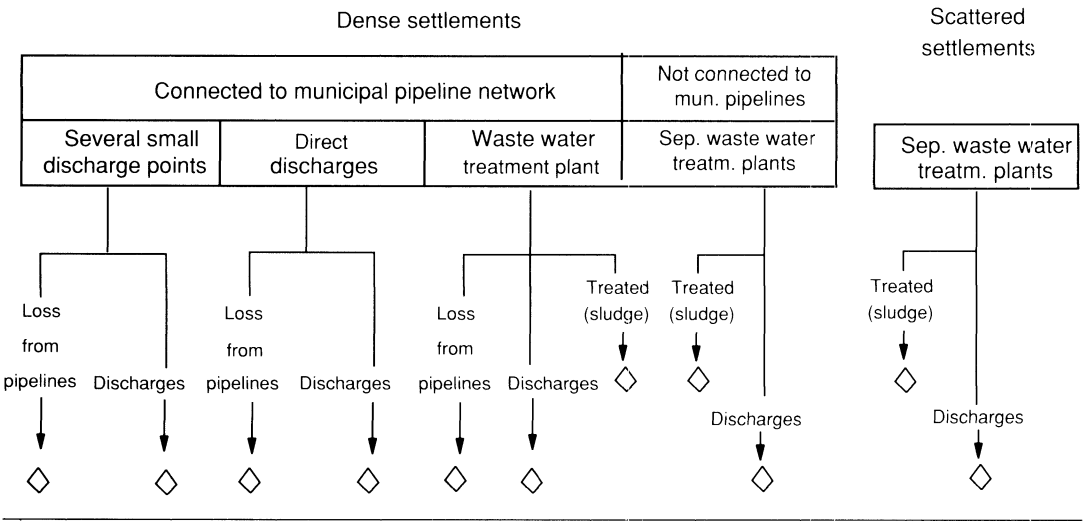 Dense settlements
Scattered
settlements
Connected to municipal pipeline network
Not connected to
mun. pipelines
Several small
discharge points
Direct
discharges
Waste water
treatment plant
Sep. waste water
treatm. plants
Sep. waste water
treatm. plants
Loss
from
pipelines
Discharges
Loss
from
pipelines
Discharges
Loss
from
pipelines
Discharges
Treated
(sludge)
Treated
(sludge)
Discharges
Treated
(sludge)
Discharges